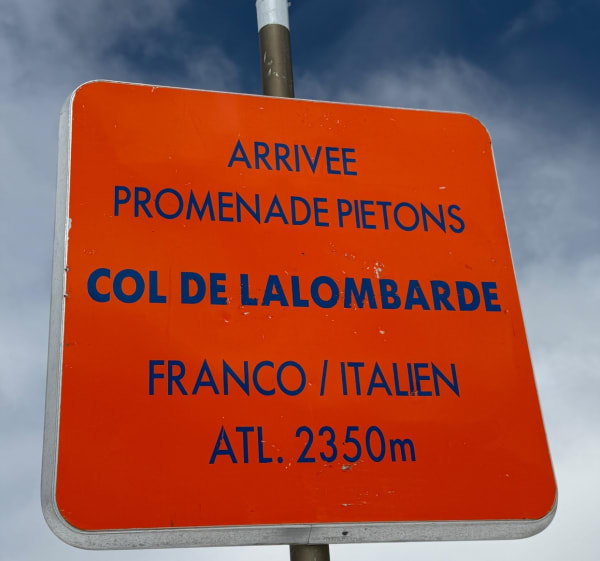 ARRIVEE
PROMENADE PIETONS
COL DE LALOMBARDE
FRANCO / ITALIEN
ATL. 2350m